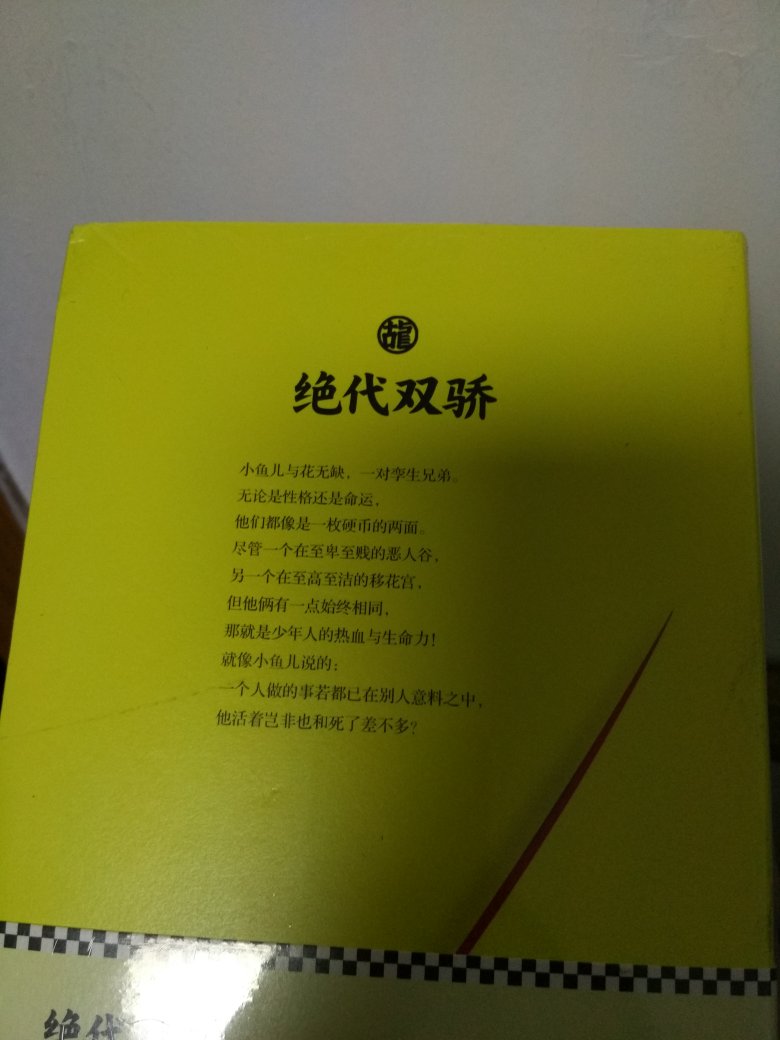 古龍
绝代双骄
小鱼儿与花无缺，一对孪生兄弟。
无论是性格还是命运，
他们都像是一枚硬币的两面。
尽管一个在至卑至贱的恶人谷，
另一个在至高至洁的移花宫，
但他俩有一点始终相同，
那就是少年人的热血与生命力！
就像小鱼儿说的：
一个人做的事若都已在别人意料之中，
他活着岂非也和死了差不多？
绝代